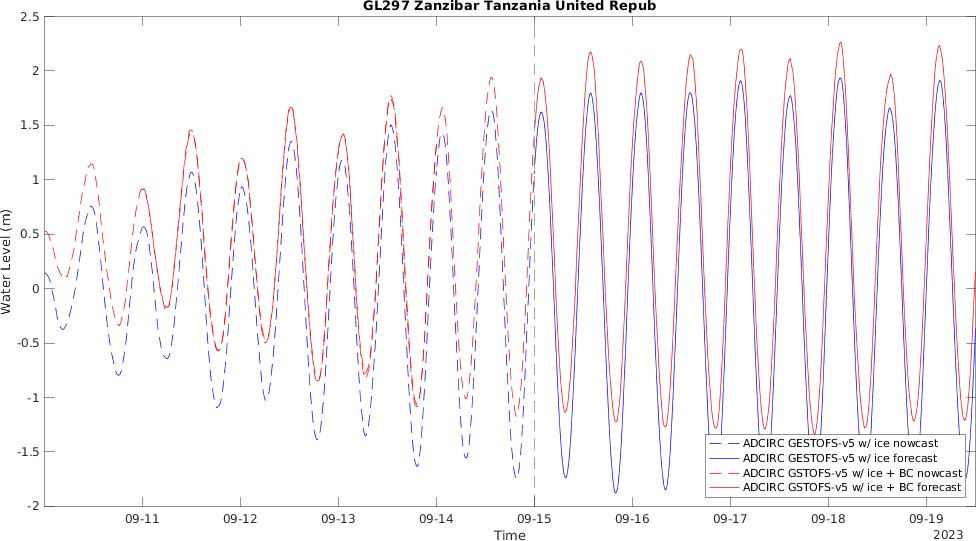 GL297 Zanzibar Tanzania United Repub
2.5
2
1.5
1
0.5
0
-0.5
-1
-1.5
-2
Water Level (m)
09-11
09-12
09-13
09-14
09-15
09-16
09-17
09-18
09-19
Time
2023
ADCIRC GESTOFS-v5 w/ ice nowcast
ADCIRC GESTOFS-v5 w/ ice forecast
ADCIRC GSTOFS-v5 w/ ice + BC nowcast
ADCIRC GSTOFS-v5 w/ ice + BC forecast